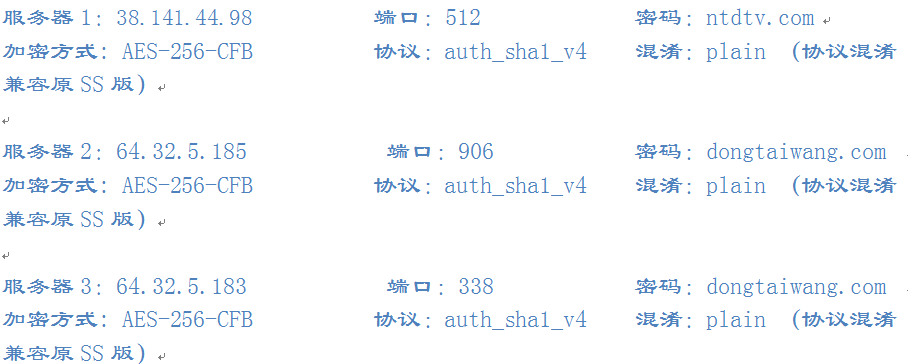 服务器 1: 38.141.44.98 端口: 512 密码: ntdtv.com
加密方式: AES-256-CFB 协议: auth_sha1_v4 混淆: plain (协议混淆
兼容原 SS 版)
服务器 2: 64.32.5.185 端口: 906 密码: dongtaiwang.com
加密方式: AES-256-CFB 协议: auth_sha1_v4 混淆: plain (协议混淆
兼容原 SS 版)
服务器 3: 64.32.5.183 端口: 338 密码: dongtaiwang.com
加密方式: AES-256-CFB 协议: auth_sha1_v4 混淆: plain (协议混淆
兼容原 SS 版)